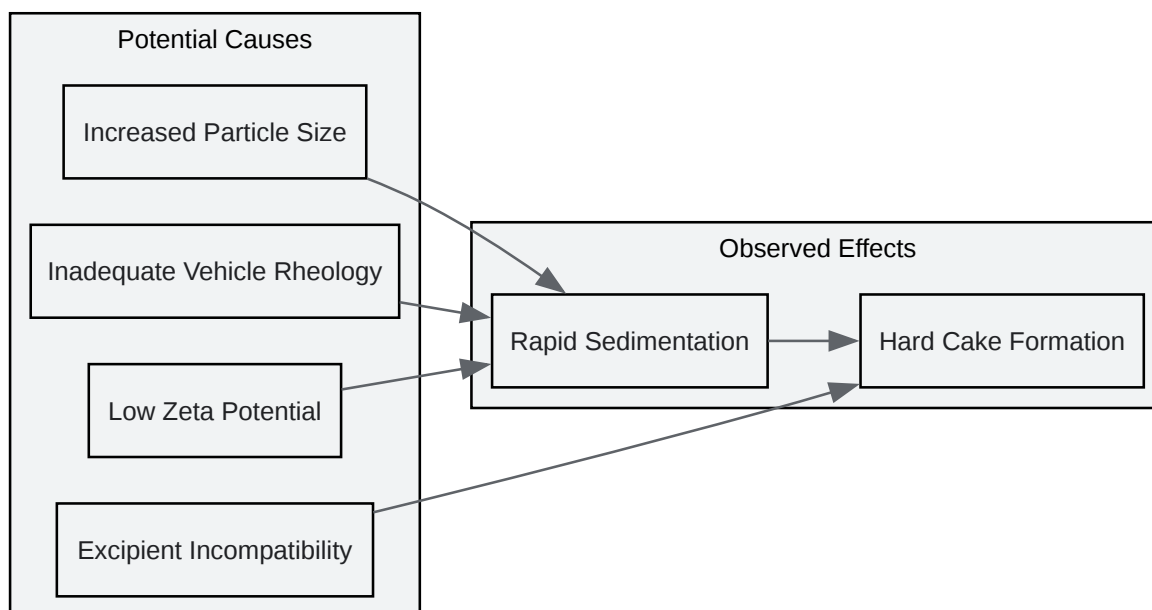 Potential Causes
Increased Particle Size
Inadequate Vehicle Rheology
Low Zeta Potential
Excipient Incompatibility
Observed Effects
Rapid Sedimentation
Hard Cake Formation